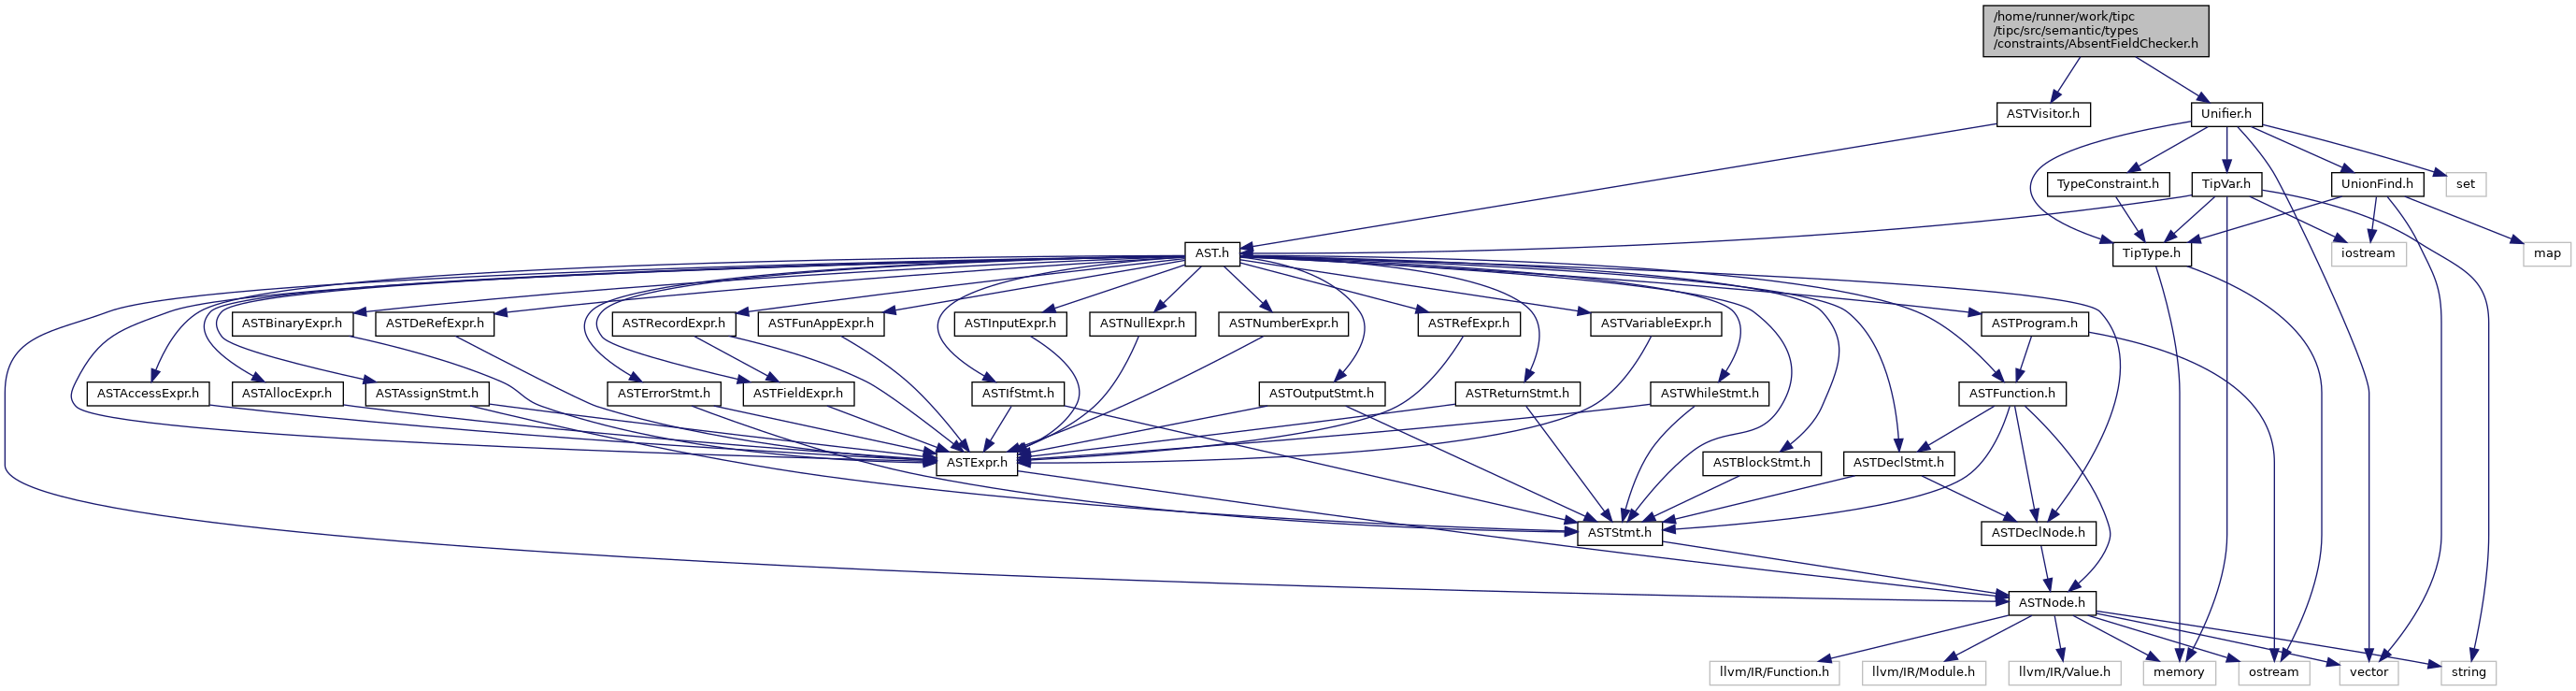 /home/runner/work/tipc
/tipc/src/semantic/types
/constraints/AbsentFieldChecker.h
ASTVisitor.h
Unifier.h
TypeConstraint.h
TipVar.h
UnionFind.h
set
AST.h
TipType.h
iostream
map
ASTBinaryExpr.h
ASTDeRefExpr.h
ASTRecordExpr.h
ASTFunAppExpr.h
ASTInputExpr.h
ASTNullExpr.h
ASTNumberExpr.h
ASTRefExpr.h
ASTVariableExpr.h
ASTProgram.h
ASTAccessExpr.h
ASTAllocExpr.h
ASTAssignStmt.h
ASTErrorStmt.h
ASTFieldExpr.h
ASTIfStmt.h
ASTOutputStmt.h
ASTReturnStmt.h
ASTWhileStmt.h
ASTFunction.h
ASTExpr.h
ASTBlockStmt.h
ASTDeclStmt.h
ASTStmt.h
ASTDeclNode.h
ASTNode.h
llvm/IR/Function.h
llvm/IR/Module.h
llvm/IR/Value.h
memory
ostream
vector
string